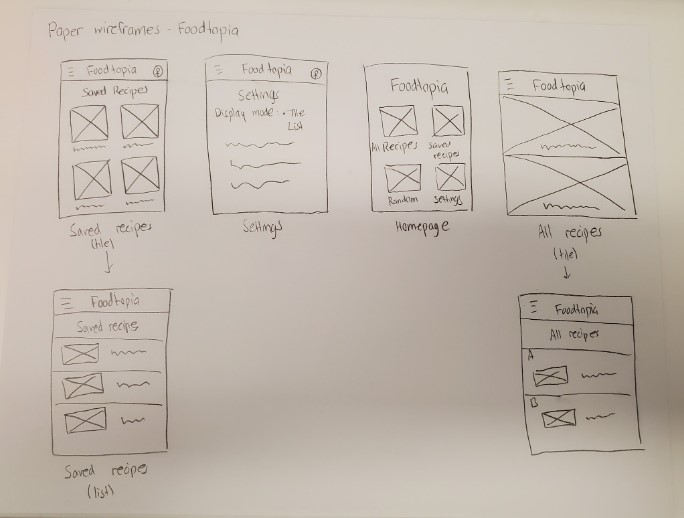 Paper wireframes - Foodtopia
Foodtopia
Saved Recipes
Saved recipes
(tile)
Foodtopia
Settings
Display mode: • Tile
List
Settings
Foodtopia
All Recipes
Saved recipes
Random
Settings
Homepage
Foodtopia
All recipes
(tile)
Foodtopia
Saved recipes
Saved recipes
(list)
Foodtopia
All recipes
A
B